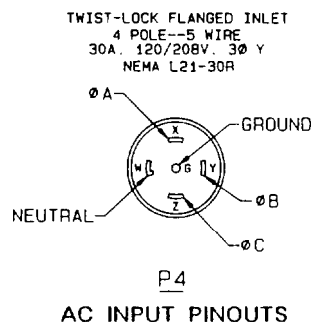 TWIST-LOCK FLANGED INLET
4 POLE--5 WIRE
30A. 120/208V. 3Ø Y
NEMA L21-30R
ØA
GROUND
X
W
G
Y
Z
NEUTRAL
ØB
ØC
P4
AC INPUT PINOUTS